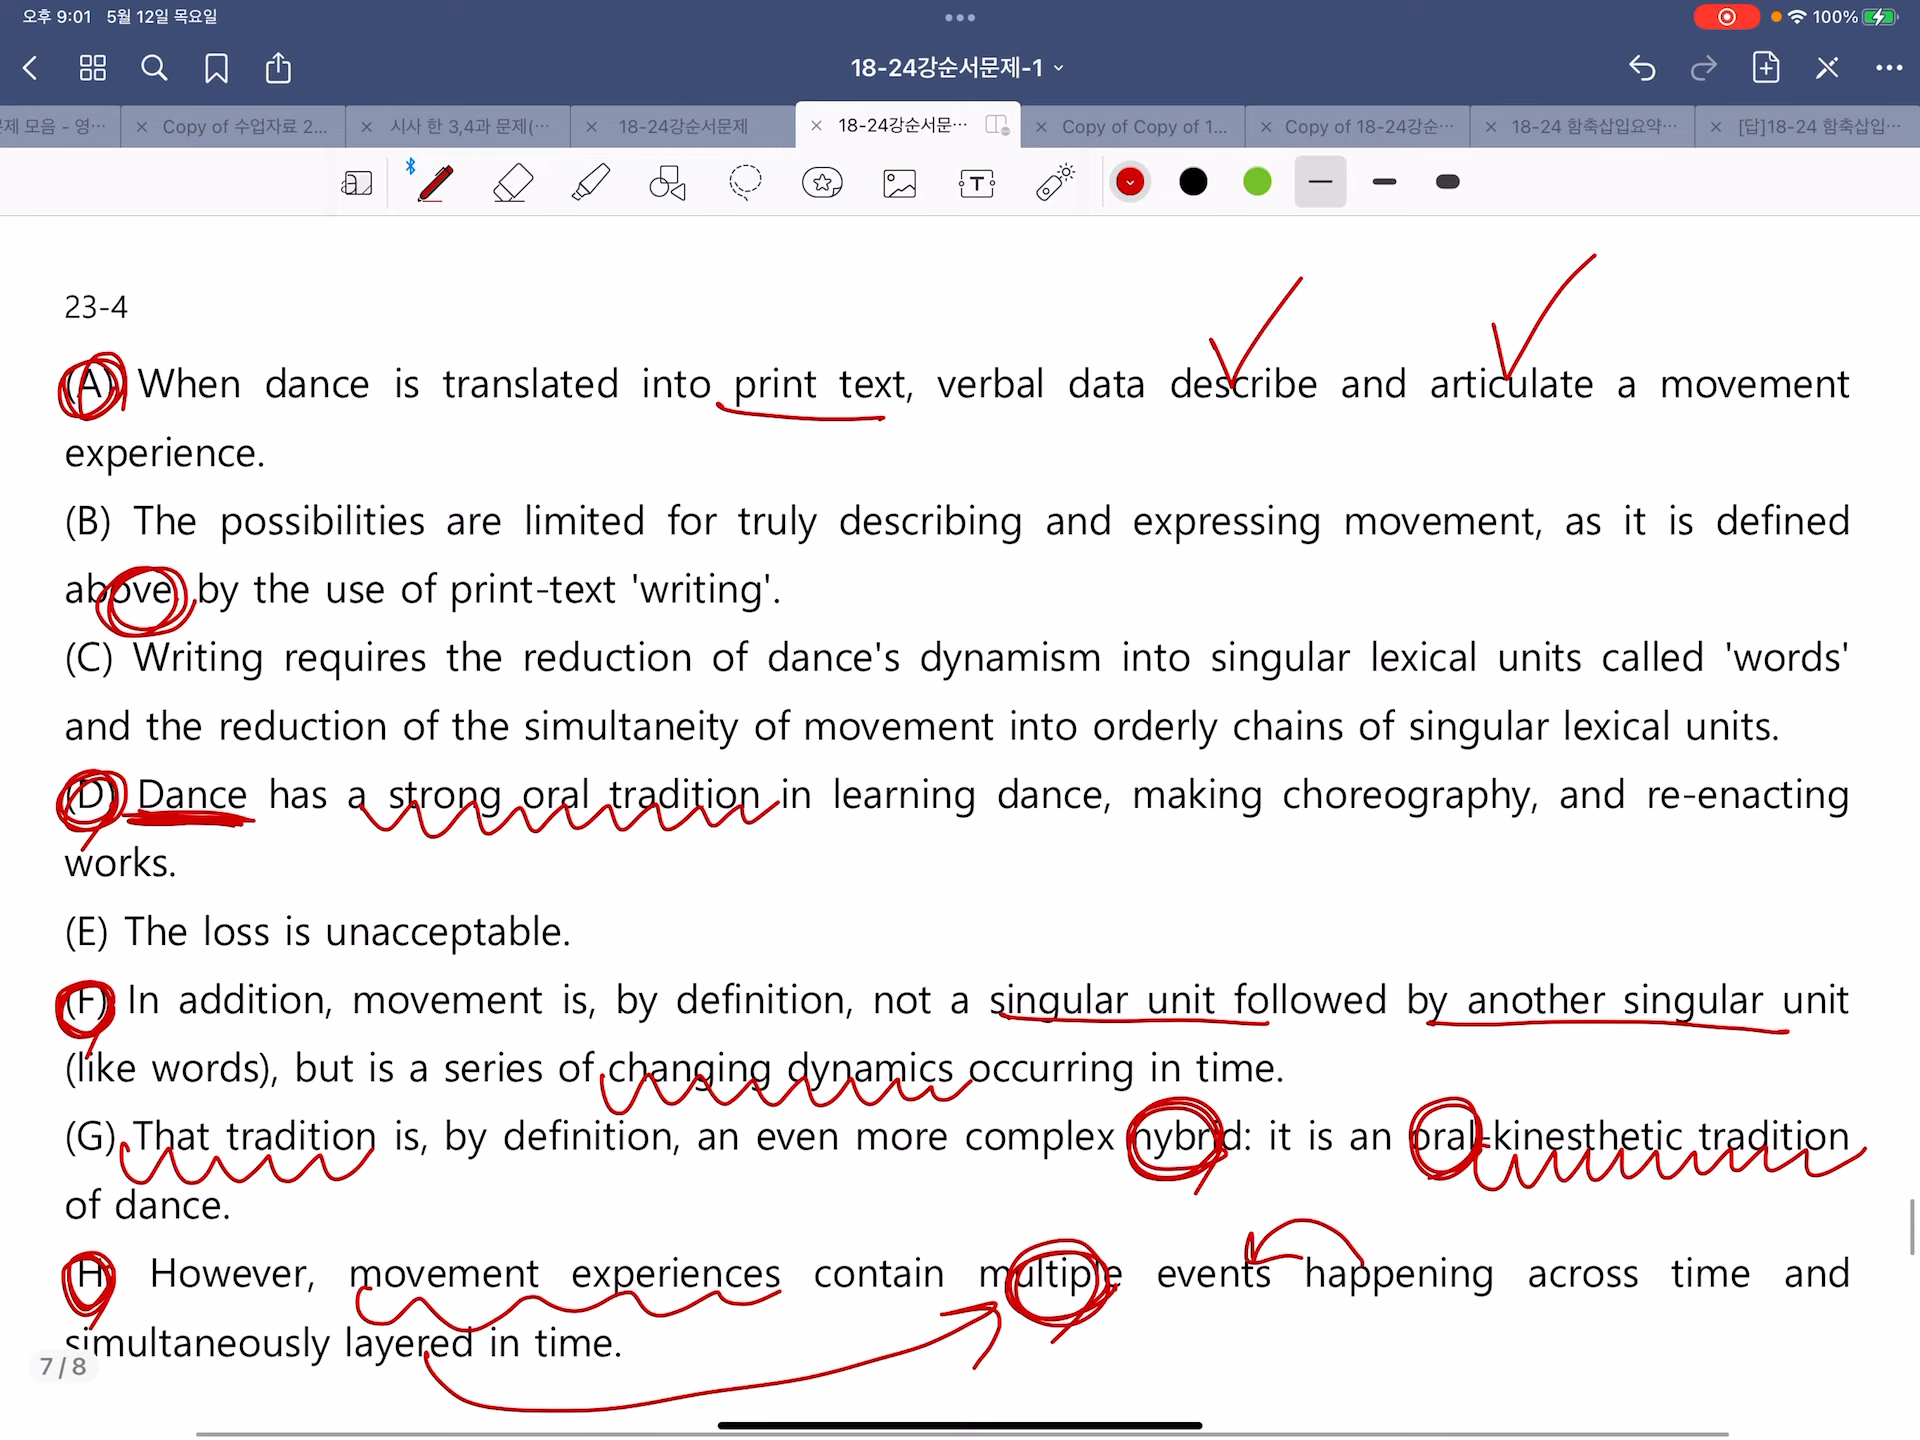 오후 9:01 5월 12일 목요일
100%
18-24강순서문제-1
제 모음 - 영…
Copy of 수업자료 2...
시사 한 3,4과 문제(…
18-24강순서문제
18-24강순서문…
Copy of Copy of 1...
Copy of 18-24강순…
18-24 함축삽입요약…
[답]18-24 함축삽입…
23-4
(A) When dance is translated into print text, verbal data describe and articulate a movement
experience.
(B) The possibilities are limited for truly describing and expressing movement, as it is defined
above by the use of print-text 'writing'.
(C) Writing requires the reduction of dance's dynamism into singular lexical units called 'words'
and the reduction of the simultaneity of movement into orderly chains of singular lexical units.
(D) Dance has a strong oral tradition in learning dance, making choreography, and re-enacting
works.
(E) The loss is unacceptable.
(F) In addition, movement is, by definition, not a singular unit followed by another singular unit
(like words), but is a series of changing dynamics occurring in time.
(G) That tradition is, by definition, an even more complex hybrid: it is an oral-kinesthetic tradition
of dance.
(H) However, movement experiences contain multiple events happening across time and
simultaneously layered in time.
7 / 8